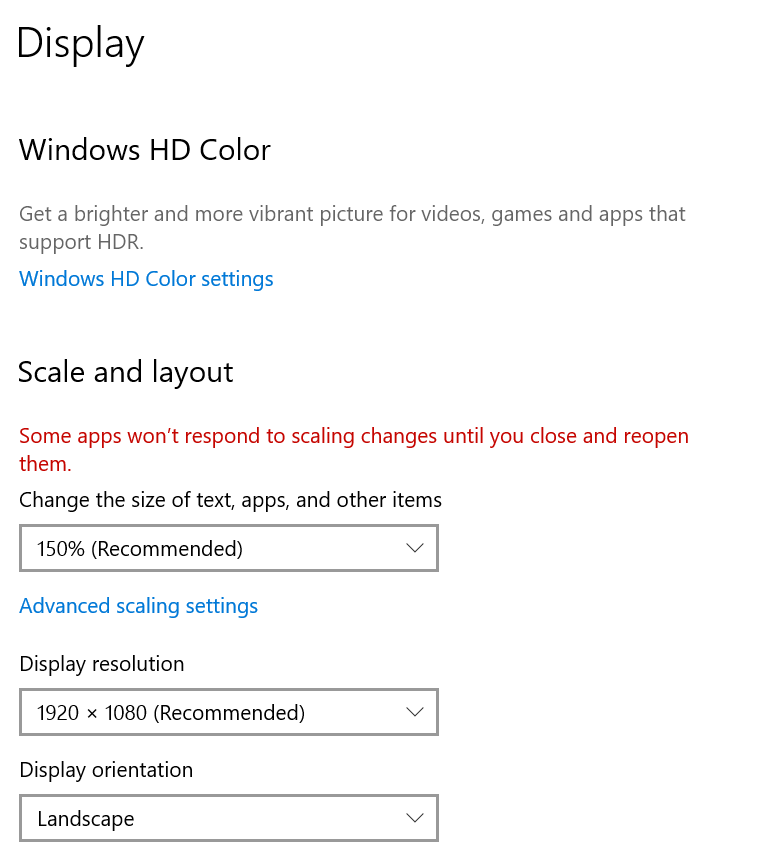 Display
Windows HD Color
Get a brighter and more vibrant picture for videos, games and apps that
support HDR.
Windows HD Color settings
Scale and layout
Some apps won’t respond to scaling changes until you close and reopen
them.
Change the size of text, apps, and other items
150% (Recommended)
Advanced scaling settings
Display resolution
1920 × 1080 (Recommended)
Display orientation
Landscape